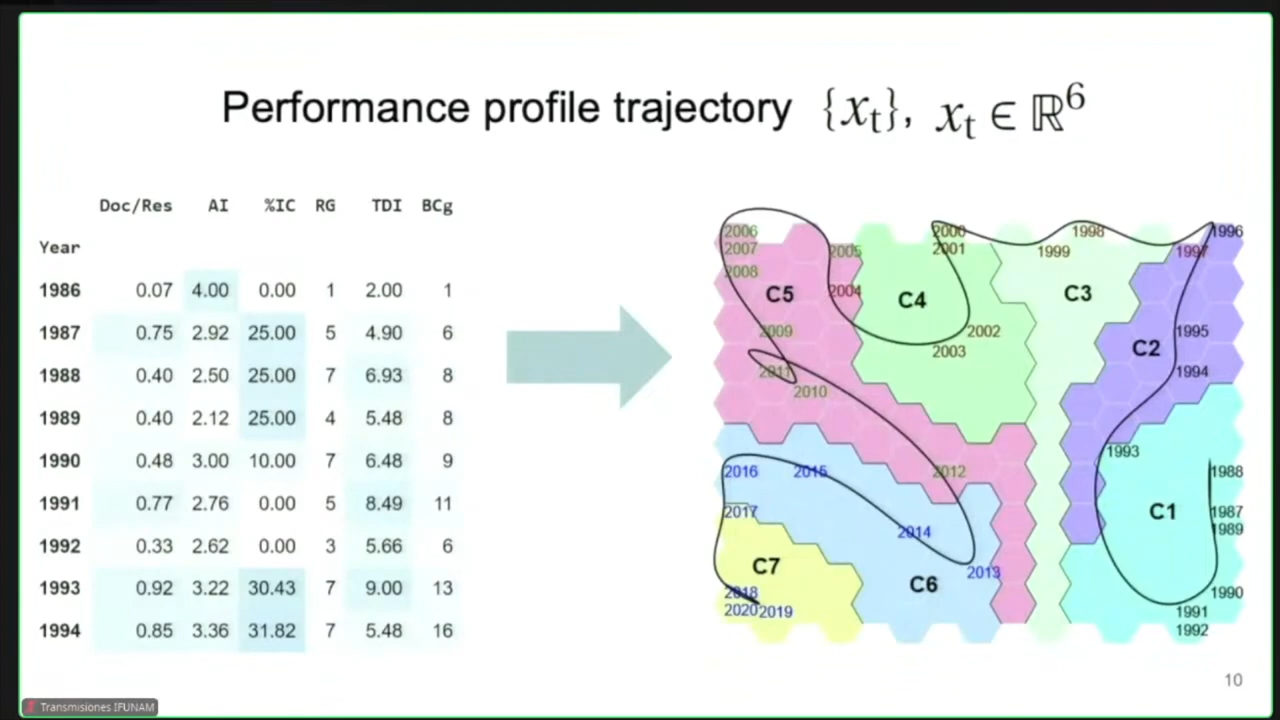 Performance profile trajectory {x_t}, x_t ∈ ℝ⁶
Doc/Res AI %IC RG TDI BCg
Year
1986 0.07 4.00 0.00 1 2.00 1
1987 0.75 2.92 25.00 5 4.90 6
1988 0.40 2.50 25.00 7 6.93 8
1989 0.40 2.12 25.00 4 5.48 8
1990 0.48 3.00 10.00 7 6.48 9
1991 0.77 2.76 0.00 5 8.49 11
1992 0.33 2.62 0.00 3 5.66 6
1993 0.92 3.22 30.43 7 9.00 13
1994 0.85 3.36 31.82 7 5.48 16
2006 2000 1998 1996
2007 2005 2001 1999 1997
2008
2004
C5 C4 C3
2009 2002 1995
2003 C2
2011 1994
2010
1993
2016 2015 2012 1988
2017 C1 1987
2014 1989
C7 2013
C6
2018 1990
2020 2019 1991
1992
10
Transmisiones IFUNAM